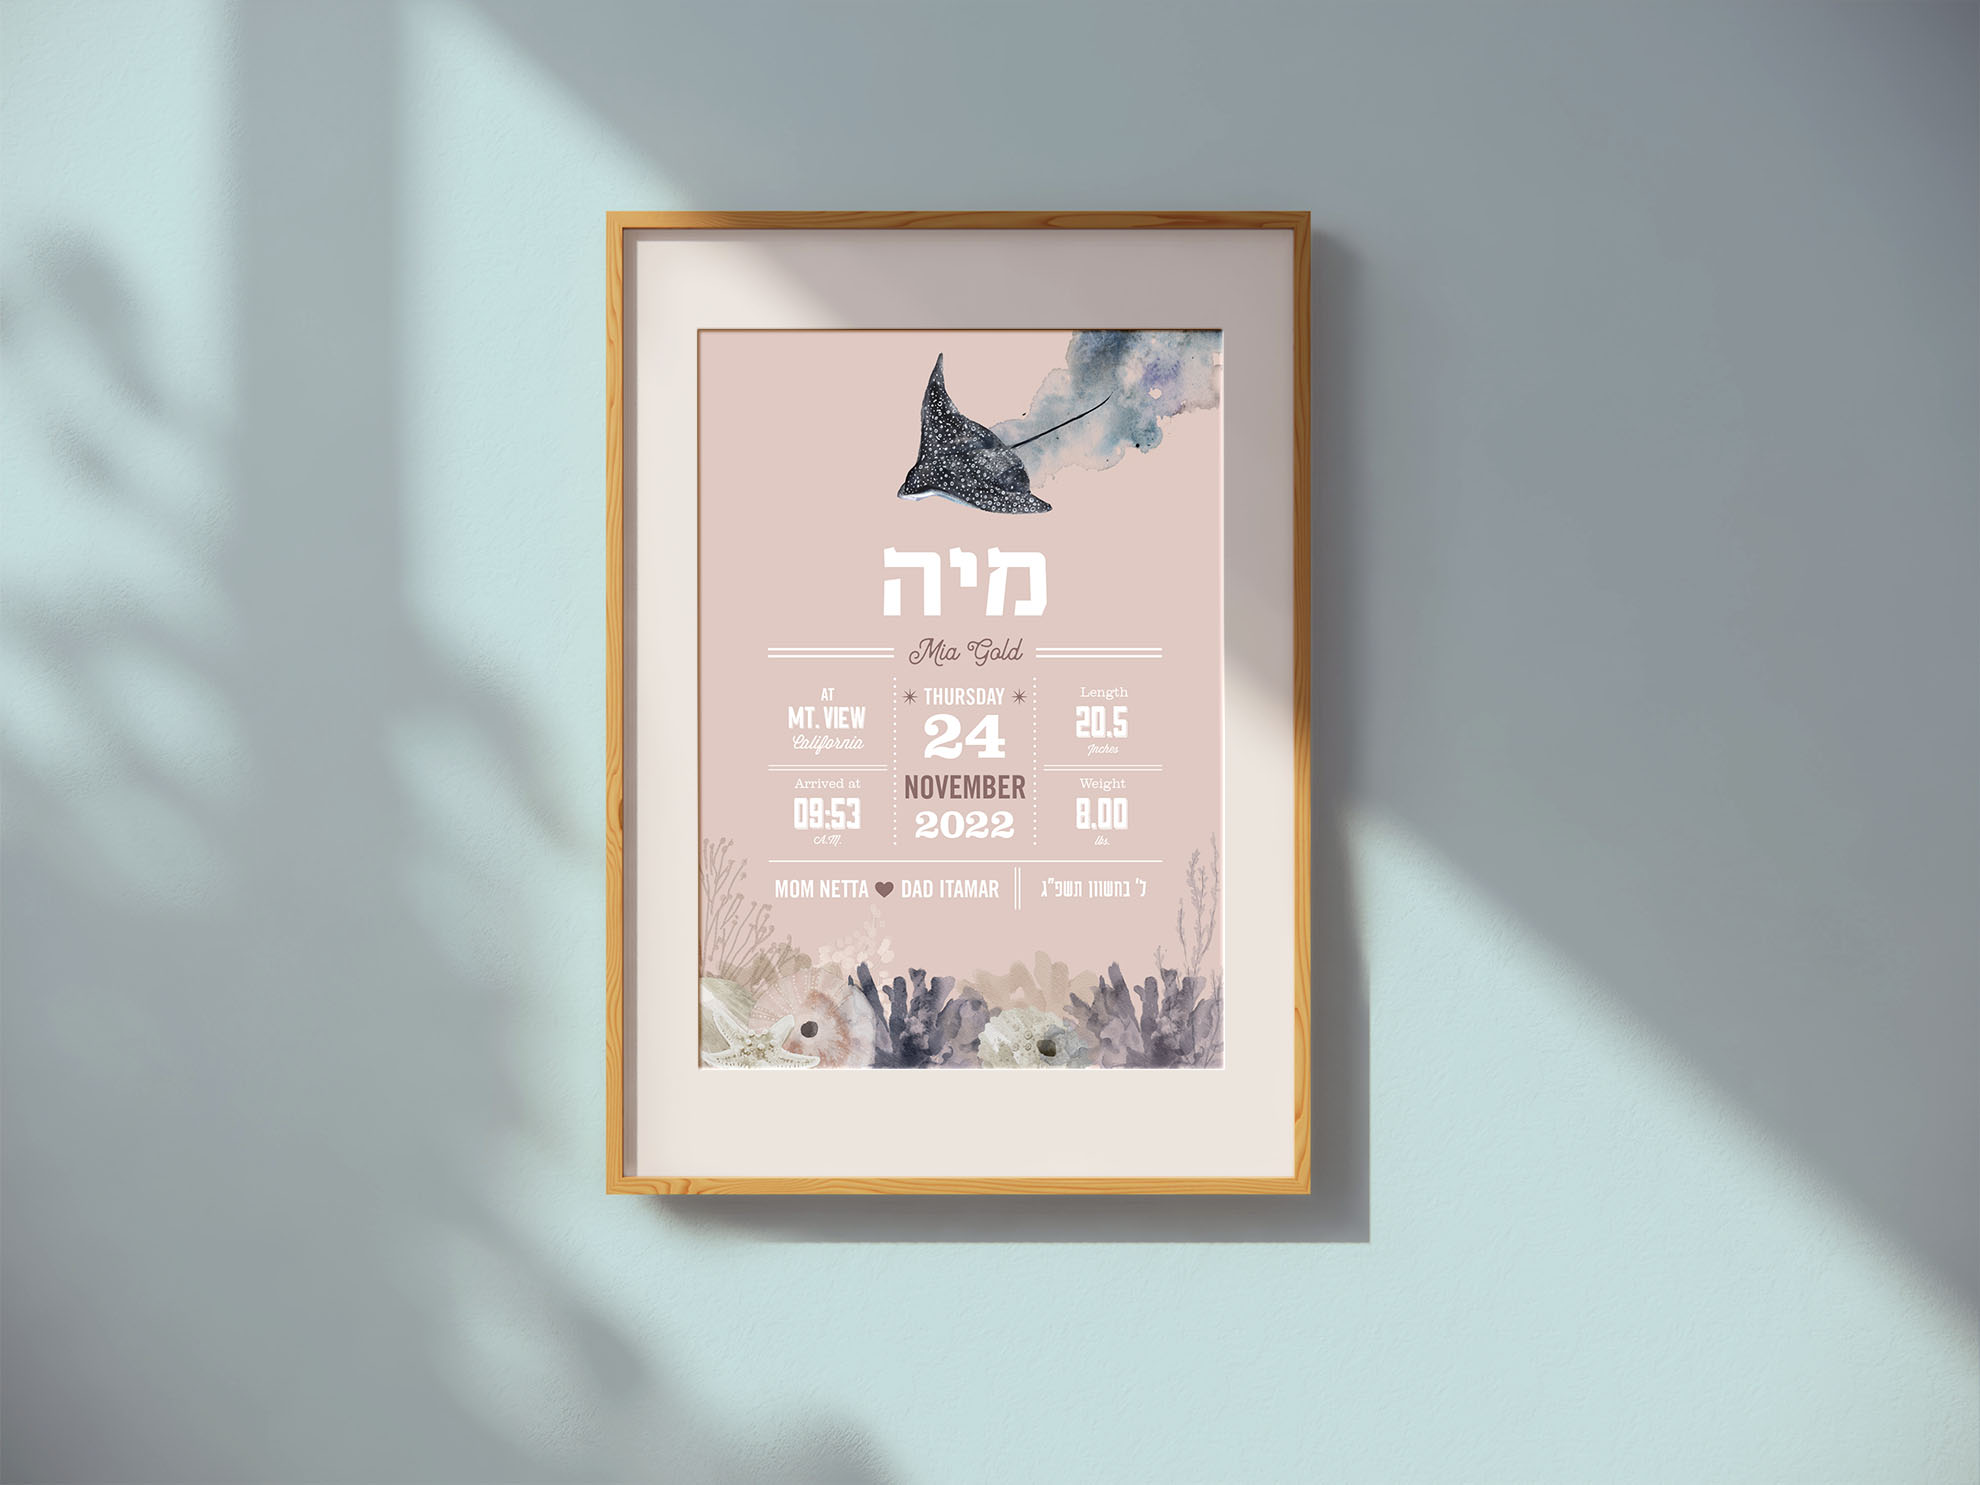 מיה
Mia Gold
AT
MT. VIEW
California
Arrived at
09:53
A.M.
THURSDAY
24
NOVEMBER
2022
Length
20.5
Inches
Weight
8.00
lbs.
MOM NETTA ♥ DAD ITAMAR
ל' בחשוון תשפ"ג